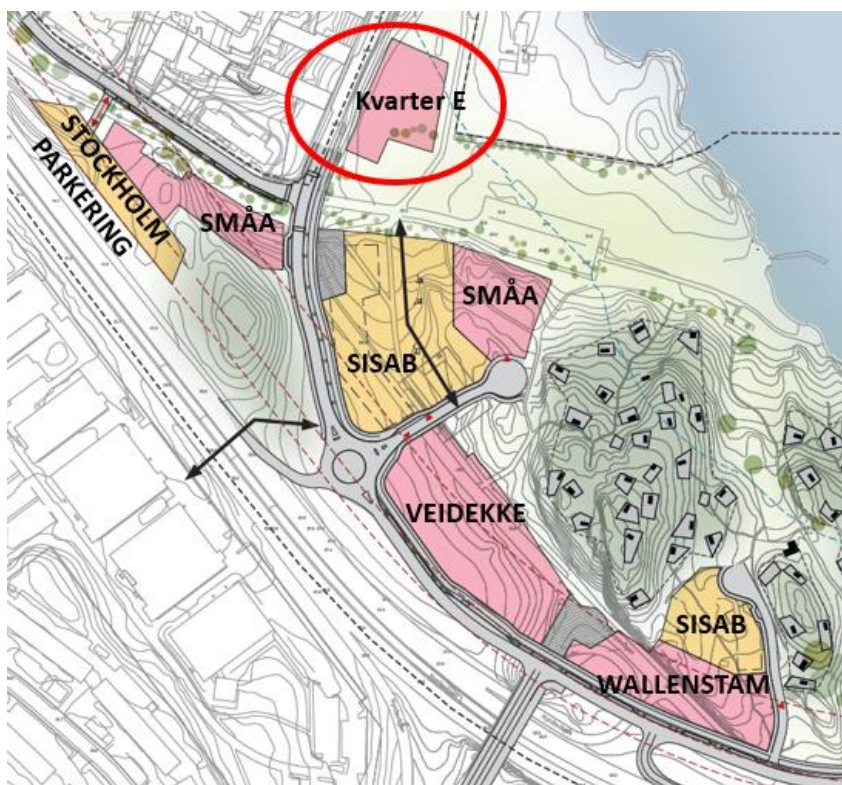 Kvarter E
STOCKHOLM
PARKERING
SMÅA
SMÅA
SISAB
VEIDEKKE
SISAB
WALLENSTAM